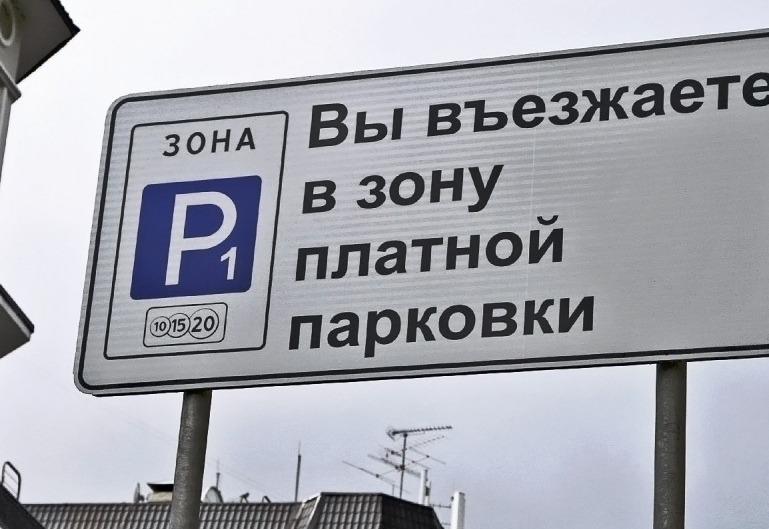 ЗОНА
P1
10 15 20
Вы въезжаете
в зону
платной
парковки